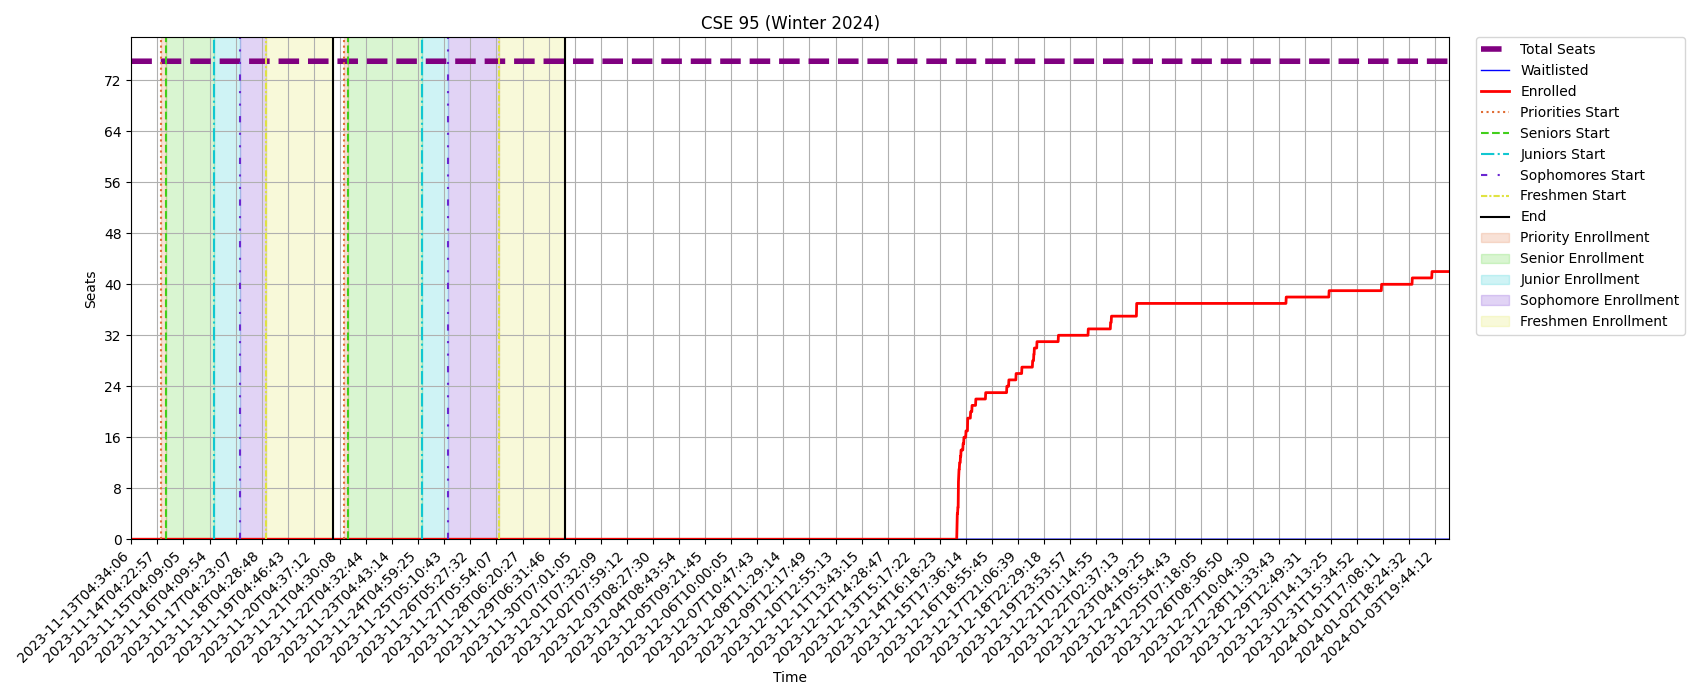 CSE 95 (Winter 2024)
72
64
56
48
40
32
24
16
8
0
Seats
2023-11-13T04:34:06
2023-11-14T04:22:57
2023-11-15T04:09:05
2023-11-16T04:09:54
2023-11-17T04:23:07
2023-11-18T04:28:49
2023-11-19T04:46:43
2023-11-20T04:37:12
2023-11-21T04:30:08
2023-11-22T04:32:44
2023-11-23T04:43:14
2023-11-24T04:59:25
2023-11-25T05:10:43
2023-11-26T05:27:32
2023-11-27T05:54:07
2023-11-28T06:20:27
2023-11-29T06:31:46
2023-11-30T07:01:05
2023-12-01T07:32:09
2023-12-02T07:59:12
2023-12-03T08:27:30
2023-12-04T08:43:54
2023-12-05T09:21:45
2023-12-06T10:00:05
2023-12-07T10:47:43
2023-12-08T11:29:14
2023-12-09T12:17:49
2023-12-10T12:55:13
2023-12-11T13:43:15
2023-12-12T14:28:47
2023-12-13T15:17:22
2023-12-14T16:18:23
2023-12-15T17:36:14
2023-12-16T18:55:45
2023-12-17T21:06:39
2023-12-18T22:29:18
2023-12-19T23:53:57
2023-12-21T01:14:55
2023-12-22T02:37:13
2023-12-23T04:19:25
2023-12-24T05:54:43
2023-12-25T07:18:05
2023-12-26T08:36:50
2023-12-27T10:04:30
2023-12-28T11:33:43
2023-12-29T12:49:31
2023-12-30T14:13:25
2023-12-31T15:34:52
2024-01-01T17:08:11
2024-01-02T18:24:32
2024-01-03T19:44:12
Time
Total Seats
Waitlisted
Enrolled
Priorities Start
Seniors Start
Juniors Start
Sophomores Start
Freshmen Start
End
Priority Enrollment
Senior Enrollment
Junior Enrollment
Sophomore Enrollment
Freshmen Enrollment